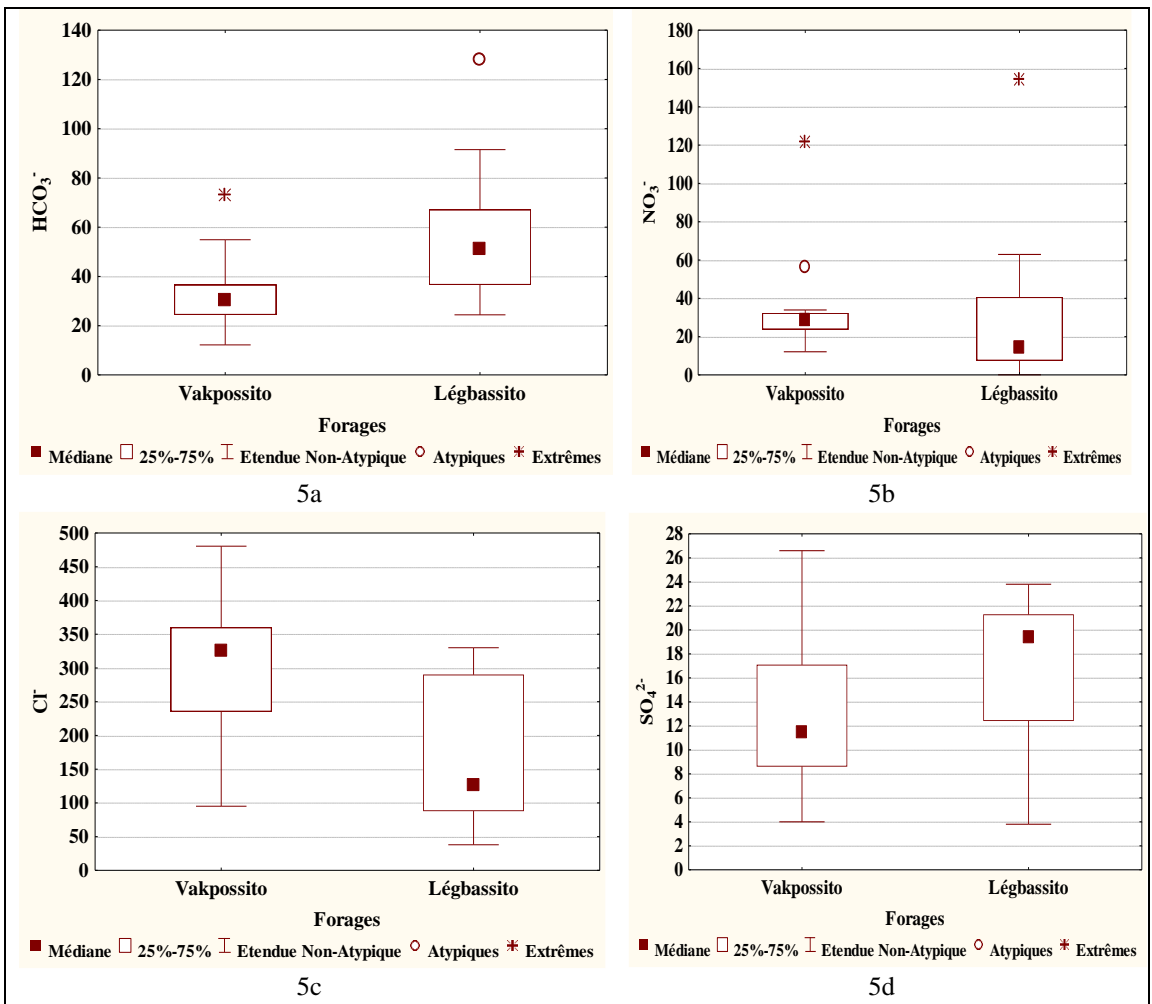 140
120
100
80
60
40
20
0
HCO₃⁻
Vakpossito Légbassito
Forages
Médiane 25%-75% Etendue Non-Atypique Atypiques Extrêmes
5a
180
160
140
120
100
80
60
40
20
0
NO₃⁻
Vakpossito Légbassito
Forages
Médiane 25%-75% Etendue Non-Atypique Atypiques Extrêmes
5b
500
450
400
350
300
250
200
150
100
50
0
Cl⁻
Vakpossito Légbassito
Forages
Médiane 25%-75% Etendue Non-Atypique Atypiques Extrêmes
5c
28
26
24
22
20
18
16
14
12
10
8
6
4
2
0
SO₄²⁻
Vakpossito Légbassito
Forages
Médiane 25%-75% Etendue Non-Atypique Atypiques Extrêmes
5d